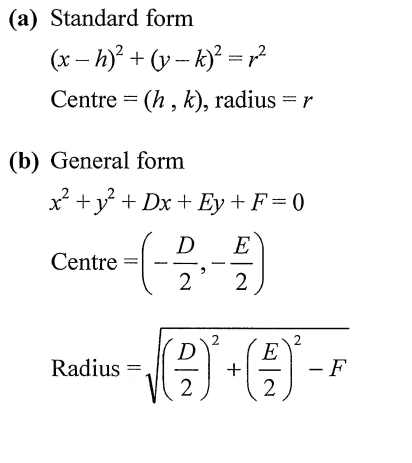 (a) Standard form
(x – h)² + (y – k)² = r²
Centre = (h , k), radius = r
(b) General form
x² + y² + Dx + Ey + F = 0
Centre = (–D/2, –E/2)
Radius = √((D/2)² + (E/2)² – F)